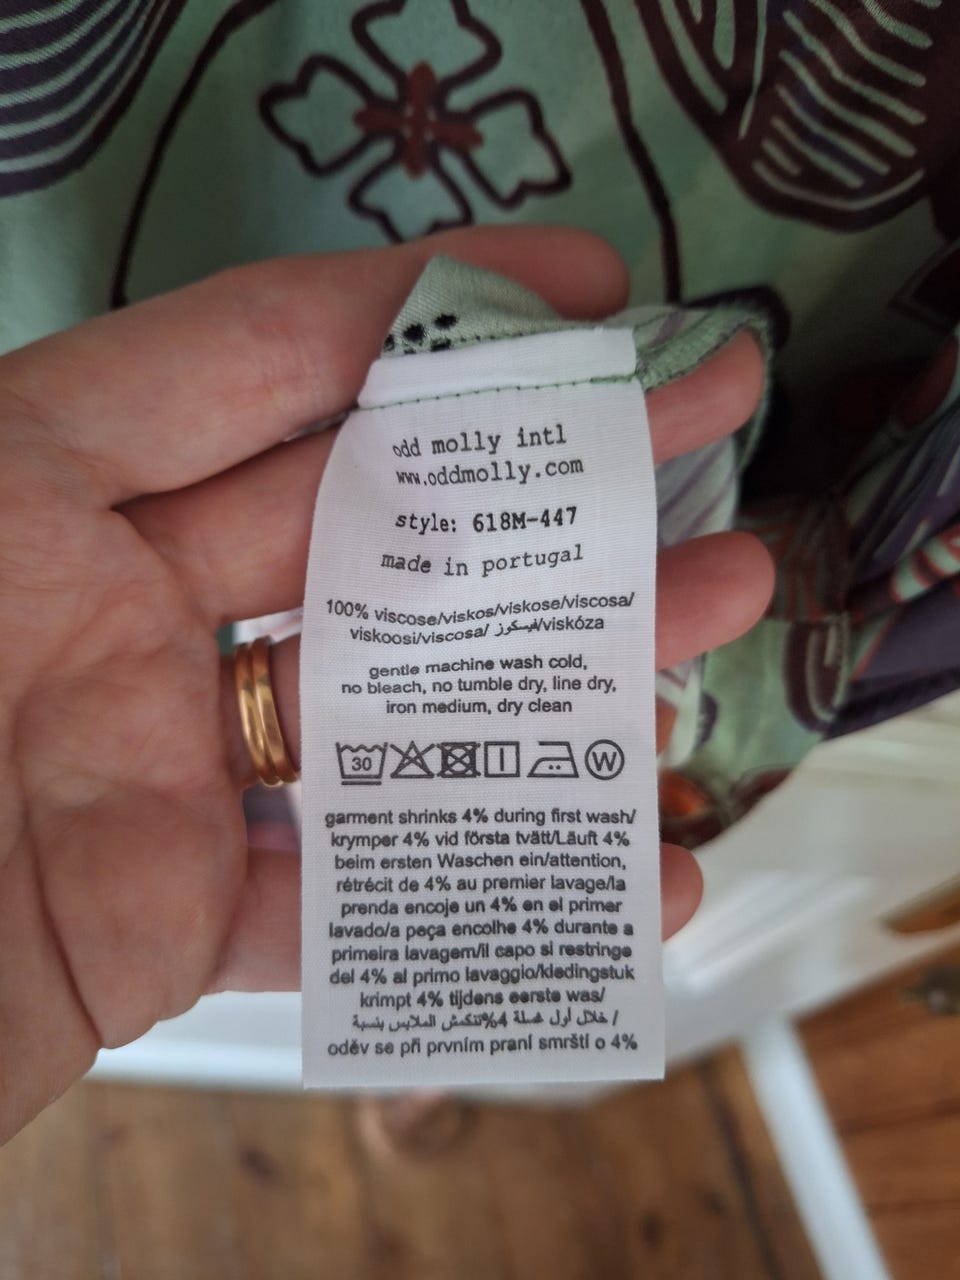 odd molly intl
www.oddmolly.com
style: 618M-447
made in portugal
100% viscose/viskos/viskose/viscosa/
viskoosi/viscosa/ فيسكوز/viskóza
gentle machine wash cold,
no bleach, no tumble dry, line dry,
iron medium, dry clean
30 W
garment shrinks 4% during first wash/
krymper 4% vid första tvätt/Läuft 4%
beim ersten Waschen ein/attention,
rétrécit de 4% au premier lavage/la
prenda encoje un 4% en el primer
lavado/a peça encolhe 4% durante a
primeira lavagem/il capo si restringe
del 4% al primo lavaggio/kledingstuk
krimpt 4% tijdens eerste was/
/ خلال أول غسلة 4%تنكمش الملابس بنسبة
oděv se při prvním praní smrští o 4%